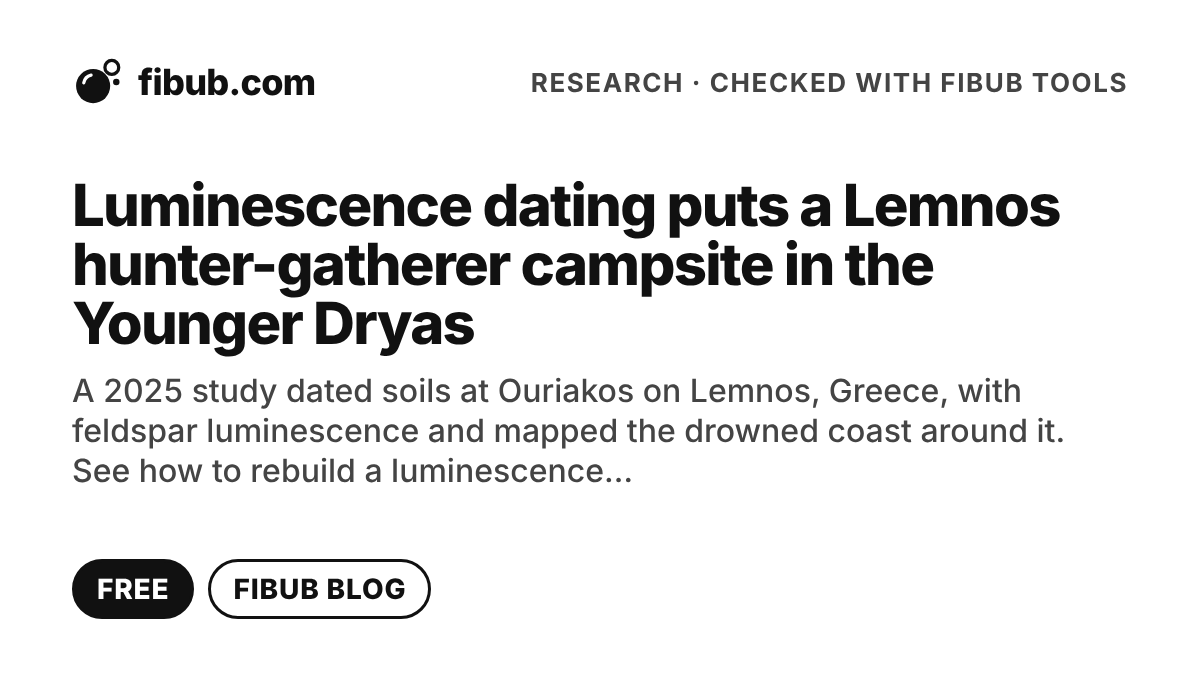 fibub.com
RESEARCH · CHECKED WITH FIBUB TOOLS
Luminescence dating puts a Lemnos
hunter-gatherer campsite in the
Younger Dryas
A 2025 study dated soils at Ouriakos on Lemnos, Greece, with
feldspar luminescence and mapped the drowned coast around it.
See how to rebuild a luminescence...
FREE
FIBUB BLOG